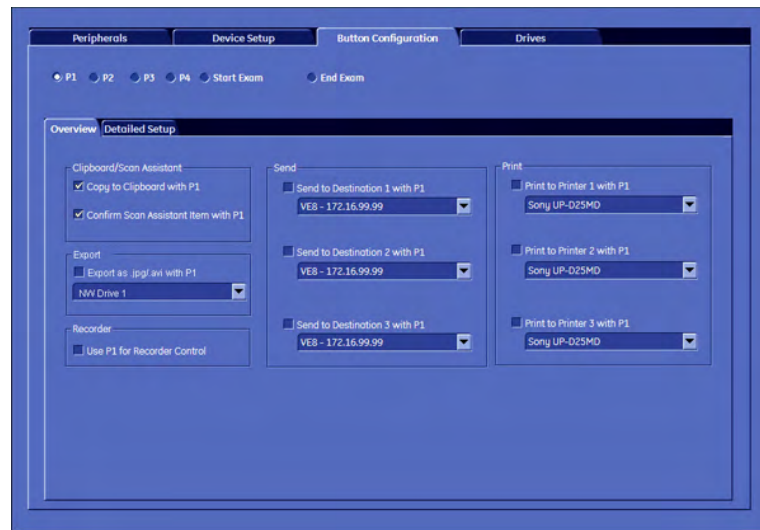 Peripherals Device Setup Button Configuration Drives
P1 P2 P3 P4 Start Exam End Exam
Overview Detailed Setup
Clipboard/Scan Assistant
Copy to Clipboard with P1
Confirm Scan Assistant Item with P1
Export
Export as .jpg/.avi with P1
NW Drive 1
Recorder
Use P1 for Recorder Control
Send
Send to Destination 1 with P1
VE8 - 172.16.99.99
Send to Destination 2 with P1
VE8 - 172.16.99.99
Send to Destination 3 with P1
VE8 - 172.16.99.99
Print
Print to Printer 1 with P1
Sony UP-D25MD
Print to Printer 2 with P1
Sony UP-D25MD
Print to Printer 3 with P1
Sony UP-D25MD